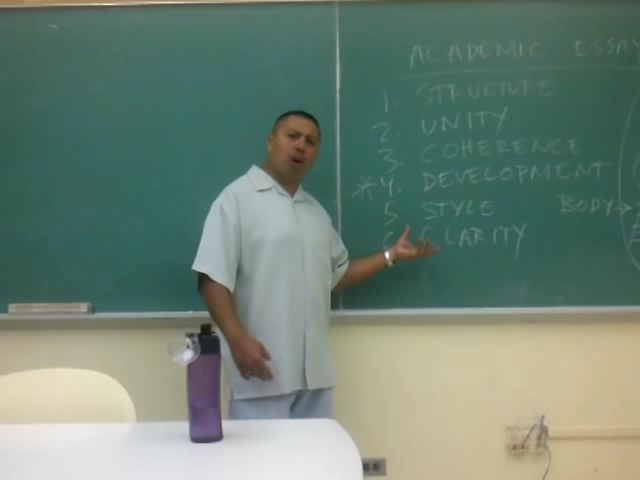 ACADEMIC ESSAY
1. STRUCTURE
2. UNITY
3. COHERENCE
*4. DEVELOPMENT
5. STYLE
BODY→
6 CLARITY